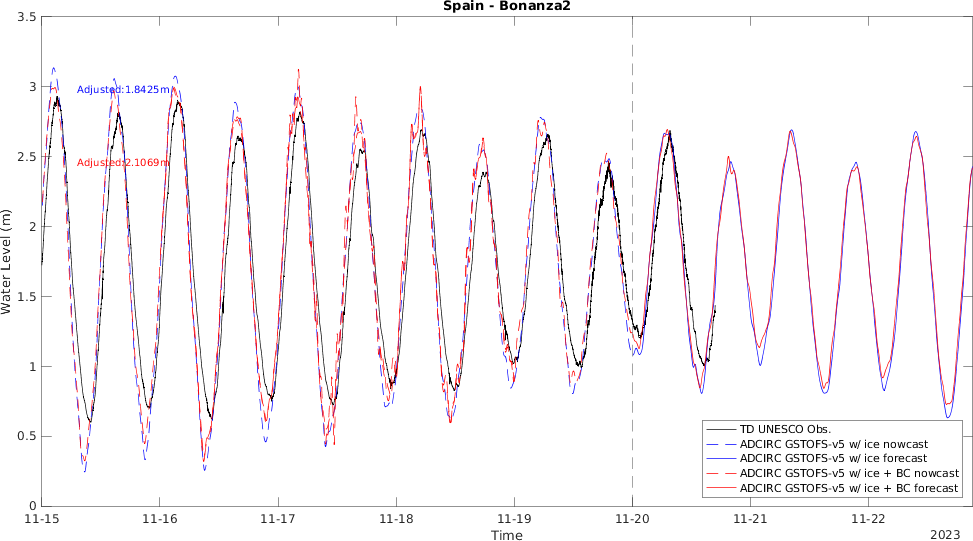 Spain - Bonanza2
3.5
3
2.5
2
1.5
1
0.5
0
Water Level (m)
Adjusted:1.8425m
Adjusted:2.1069m
TD UNESCO Obs.
ADCIRC GSTOFS-v5 w/ ice nowcast
ADCIRC GSTOFS-v5 w/ ice forecast
ADCIRC GSTOFS-v5 w/ ice + BC nowcast
ADCIRC GSTOFS-v5 w/ ice + BC forecast
11-15 11-16 11-17 11-18 11-19 11-20 11-21 11-22
Time
2023